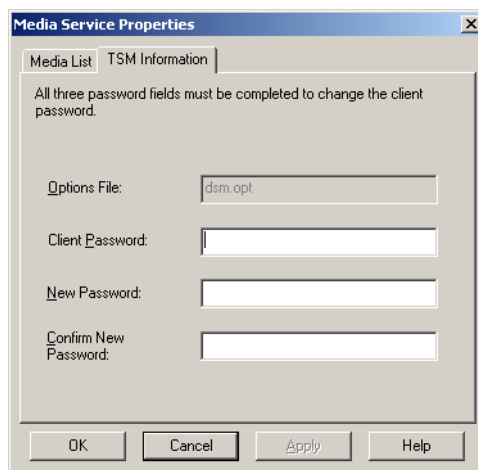 Media Service Properties
Media List TSM Information
All three password fields must be completed to change the client
password.
Options File: dsm.opt
Client Password:
New Password:
Confirm New
Password:
OK Cancel Apply Help